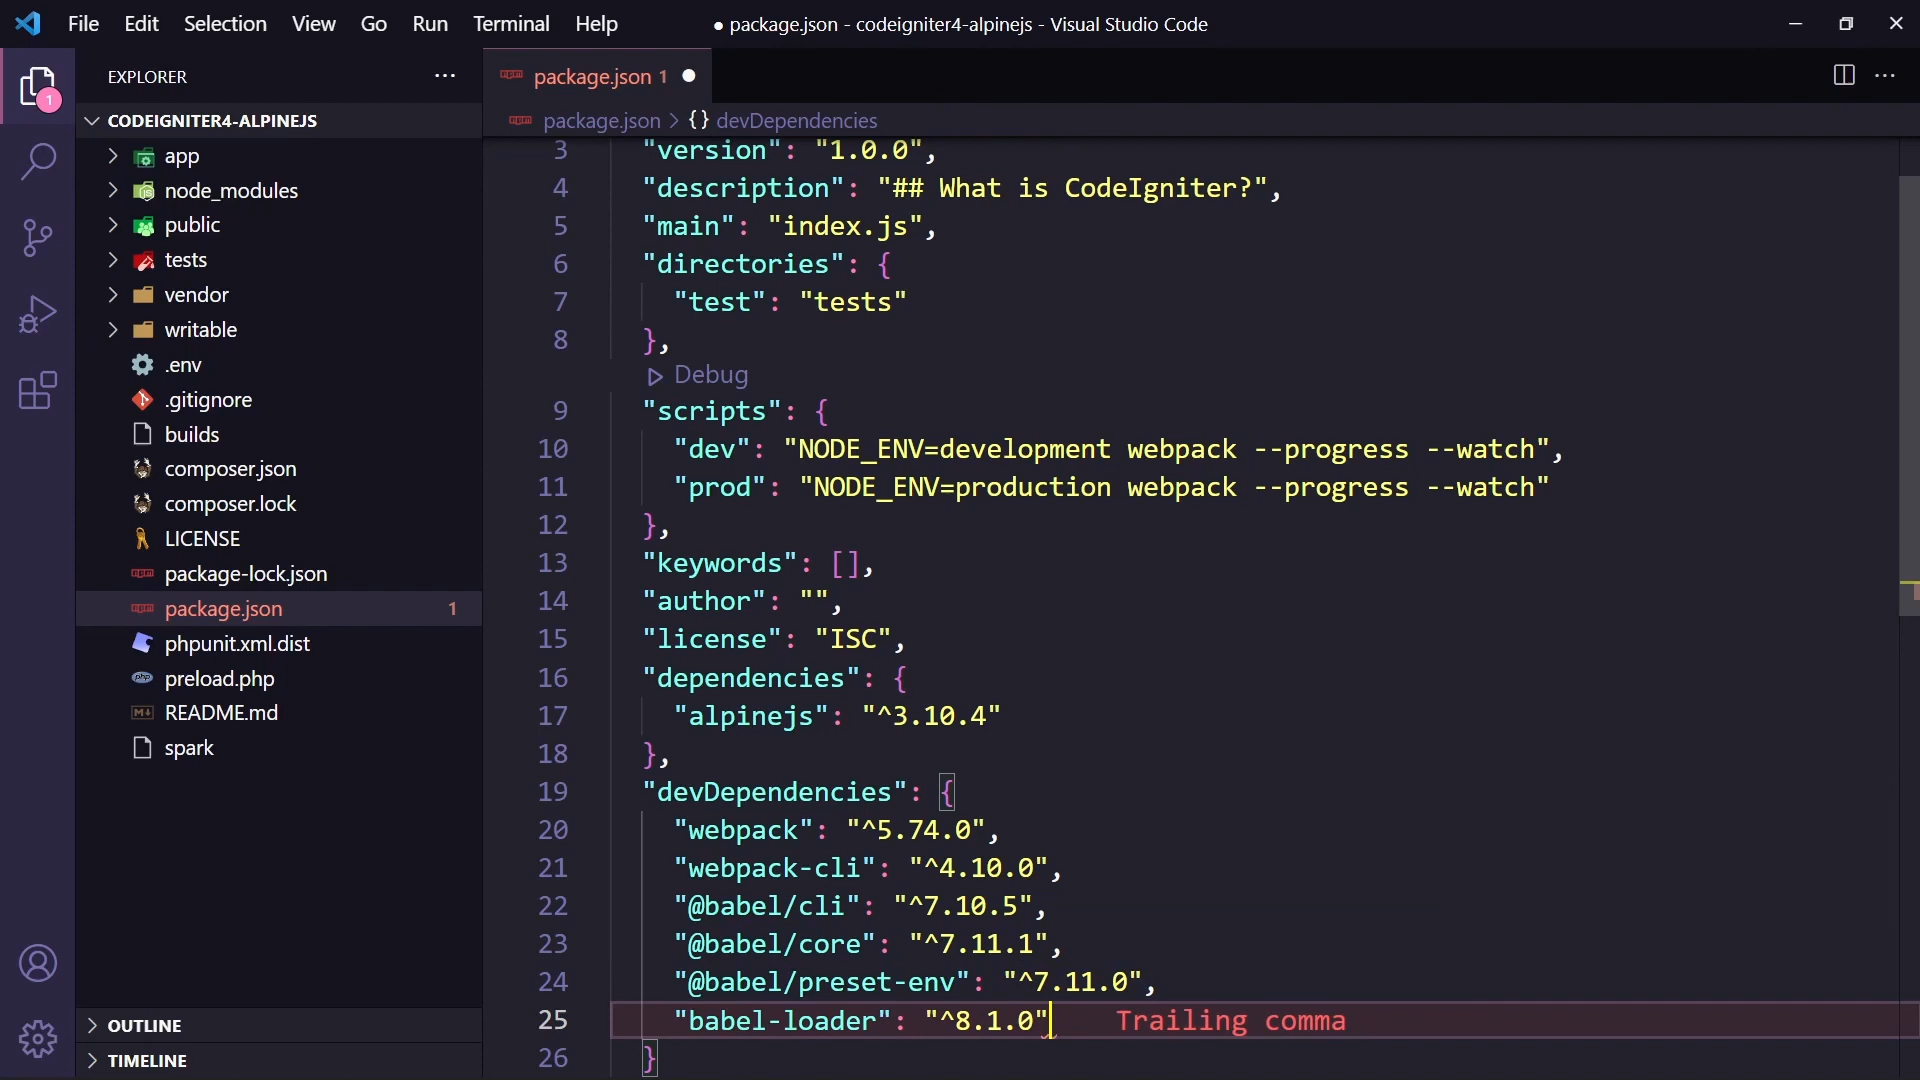 File Edit Selection View Go Run Terminal Help
● package.json - codeigniter4-alpinejs - Visual Studio Code
EXPLORER
1
CODEIGNITER4-ALPINEJS
app
node_modules
public
tests
vendor
writable
.env
.gitignore
builds
composer.json
composer.lock
LICENSE
package-lock.json
package.json 1
phpunit.xml.dist
preload.php
README.md
spark
OUTLINE
TIMELINE
package.json 1 ●
package.json > {} devDependencies
3 "version": "1.0.0",
4 "description": "## What is CodeIgniter?",
5 "main": "index.js",
6 "directories": {
7 "test": "tests"
8 },
Debug
9 "scripts": {
10 "dev": "NODE_ENV=development webpack --progress --watch",
11 "prod": "NODE_ENV=production webpack --progress --watch"
12 },
13 "keywords": [],
14 "author": "",
15 "license": "ISC",
16 "dependencies": {
17 "alpinejs": "^3.10.4"
18 },
19 "devDependencies": {
20 "webpack": "^5.74.0",
21 "webpack-cli": "^4.10.0",
22 "@babel/cli": "^7.10.5",
23 "@babel/core": "^7.11.1",
24 "@babel/preset-env": "^7.11.0",
25 "babel-loader": "^8.1.0" Trailing comma
26 }